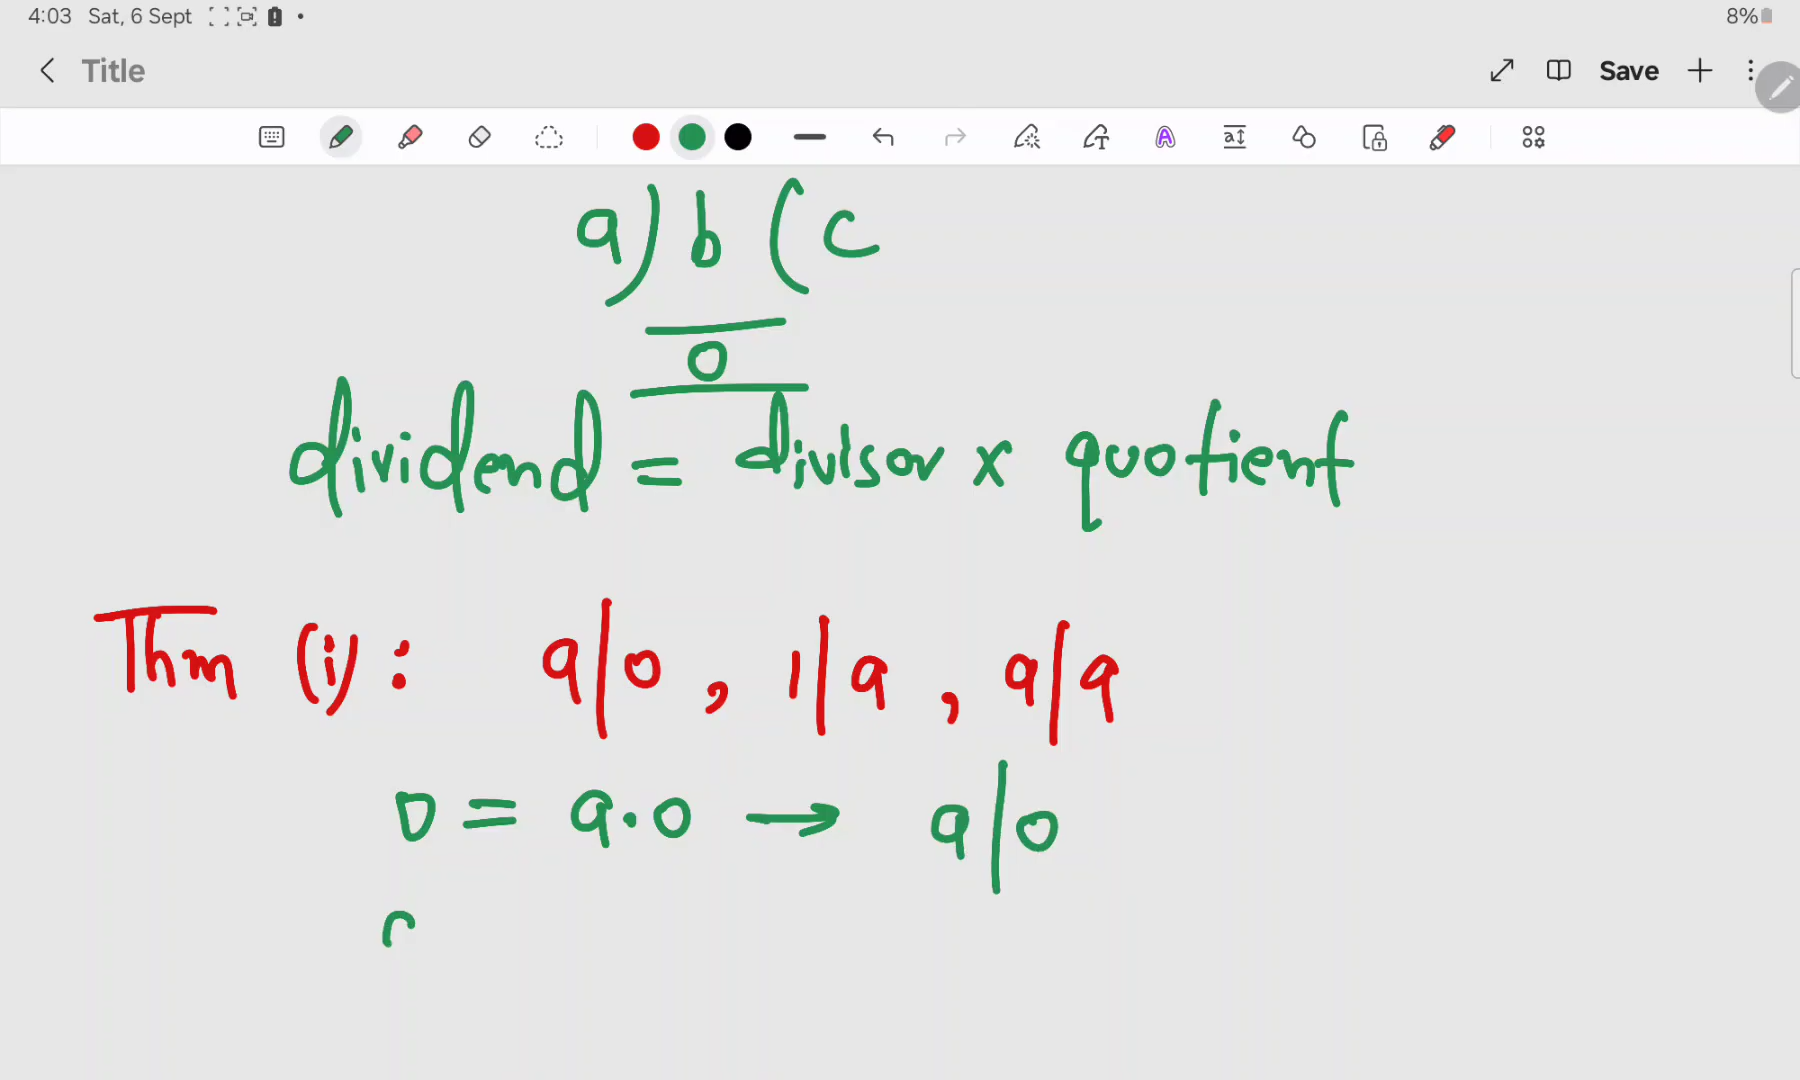 4:03 Sat, 6 Sept 8%
Title Save
a) b (c
0
dividend = divisor x quotient
Thm (i): a|0, 1|a, a|a
0 = a.0 → a|0